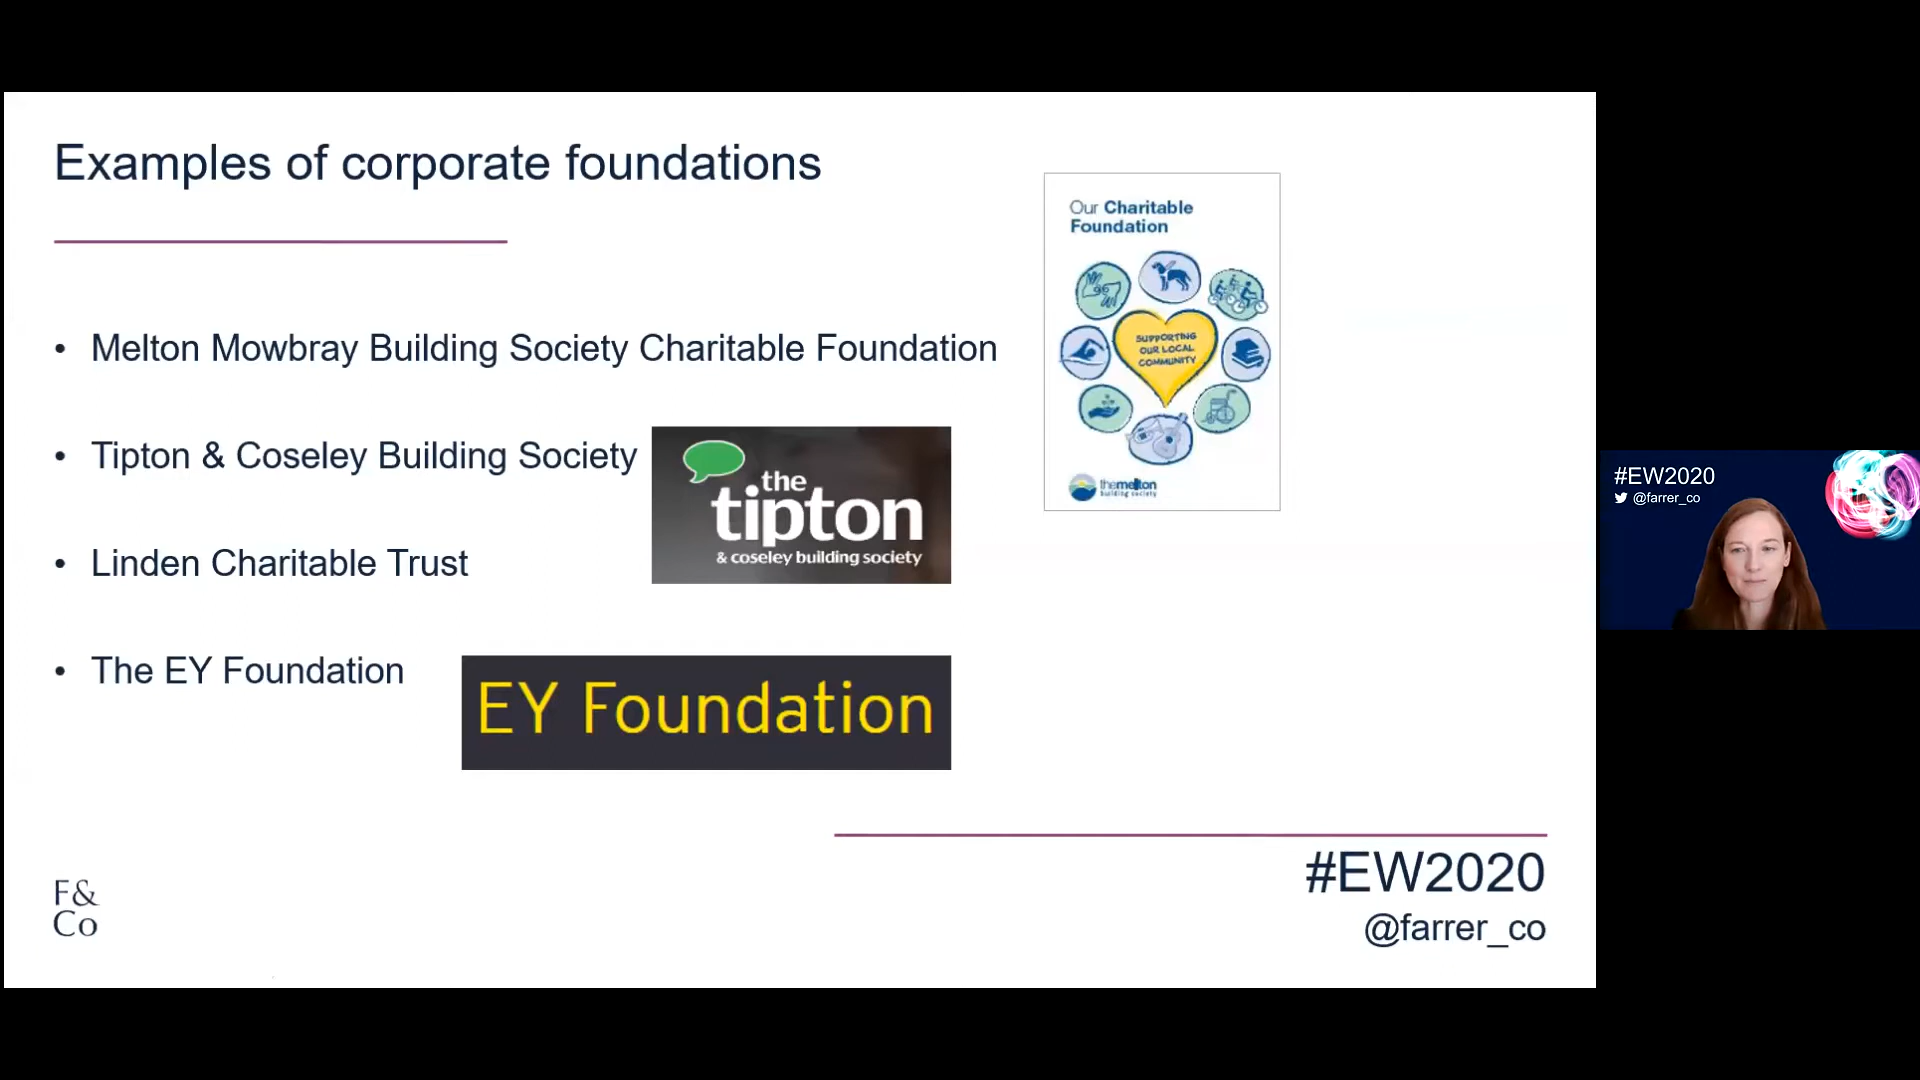 Examples of corporate foundations
Our Charitable
Foundation
SUPPORTING
OUR LOCAL
COMMUNITY
themelton
building society
• Melton Mowbray Building Society Charitable Foundation
• Tipton & Coseley Building Society
the
tipton
& coseley building society
• Linden Charitable Trust
• The EY Foundation
EY Foundation
F&
Co
#EW2020
@farrer_co
#EW2020
@farrer_co